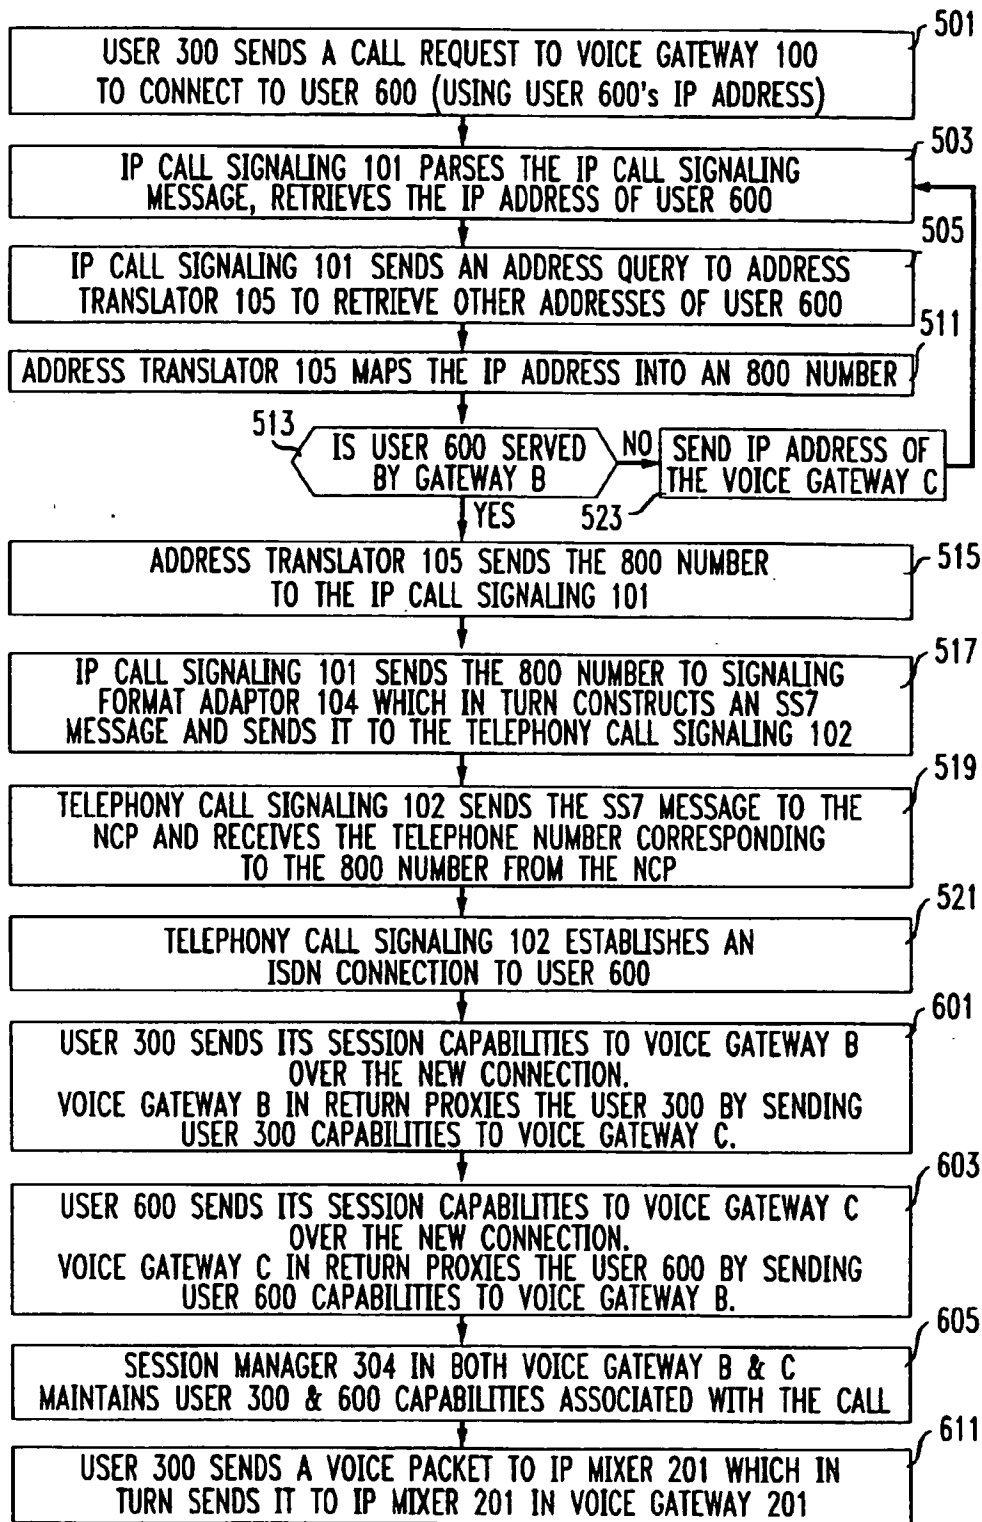 501
USER 300 SENDS A CALL REQUEST TO VOICE GATEWAY 100
TO CONNECT TO USER 600 (USING USER 600's IP ADDRESS)
503
IP CALL SIGNALING 101 PARSES THE IP CALL SIGNALING
MESSAGE, RETRIEVES THE IP ADDRESS OF USER 600
505
IP CALL SIGNALING 101 SENDS AN ADDRESS QUERY TO ADDRESS
TRANSLATOR 105 TO RETRIEVE OTHER ADDRESSES OF USER 600
511
ADDRESS TRANSLATOR 105 MAPS THE IP ADDRESS INTO AN 800 NUMBER
513
IS USER 600 SERVED
BY GATEWAY B
NO
SEND IP ADDRESS OF
THE VOICE GATEWAY C
523
YES
515
ADDRESS TRANSLATOR 105 SENDS THE 800 NUMBER
TO THE IP CALL SIGNALING 101
517
IP CALL SIGNALING 101 SENDS THE 800 NUMBER TO SIGNALING
FORMAT ADAPTOR 104 WHICH IN TURN CONSTRUCTS AN SS7
MESSAGE AND SENDS IT TO THE TELEPHONY CALL SIGNALING 102
519
TELEPHONY CALL SIGNALING 102 SENDS THE SS7 MESSAGE TO THE
NCP AND RECEIVES THE TELEPHONE NUMBER CORRESPONDING
TO THE 800 NUMBER FROM THE NCP
521
TELEPHONY CALL SIGNALING 102 ESTABLISHES AN
ISDN CONNECTION TO USER 600
601
USER 300 SENDS ITS SESSION CAPABILITIES TO VOICE GATEWAY B
OVER THE NEW CONNECTION.
VOICE GATEWAY B IN RETURN PROXIES THE USER 300 BY SENDING
USER 300 CAPABILITIES TO VOICE GATEWAY C.
603
USER 600 SENDS ITS SESSION CAPABILITIES TO VOICE GATEWAY C
OVER THE NEW CONNECTION.
VOICE GATEWAY C IN RETURN PROXIES THE USER 600 BY SENDING
USER 600 CAPABILITIES TO VOICE GATEWAY B.
605
SESSION MANAGER 304 IN BOTH VOICE GATEWAY B & C
MAINTAINS USER 300 & 600 CAPABILITIES ASSOCIATED WITH THE CALL
611
USER 300 SENDS A VOICE PACKET TO IP MIXER 201 WHICH IN
TURN SENDS IT TO IP MIXER 201 IN VOICE GATEWAY 201